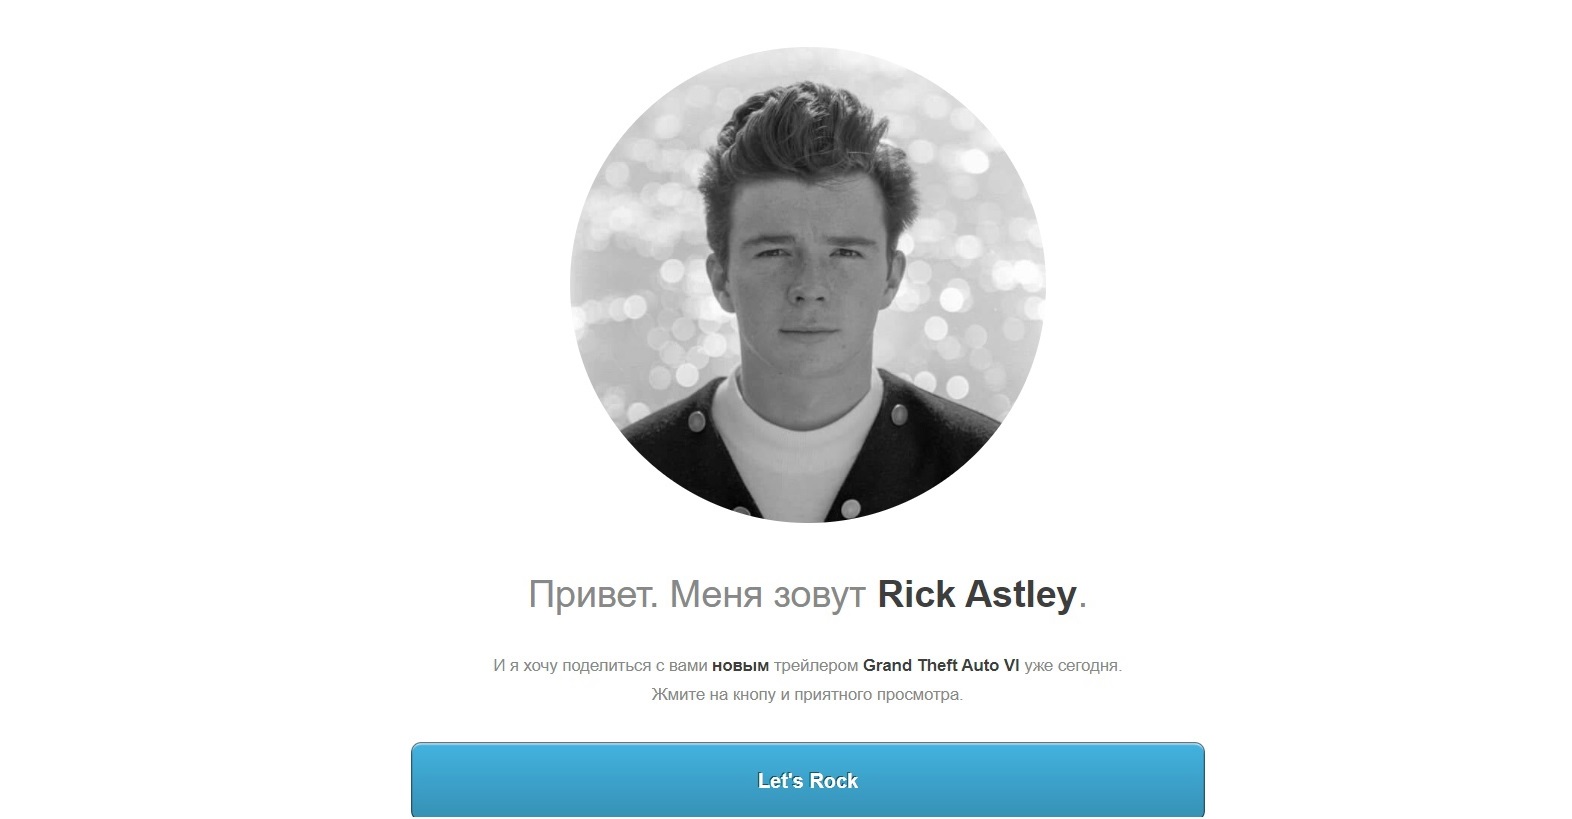 Привет. Меня зовут Rick Astley.
И я хочу поделиться с вами новым трейлером Grand Theft Auto VI уже сегодня.
Жмите на кнопу и приятного просмотра.
Let's Rock